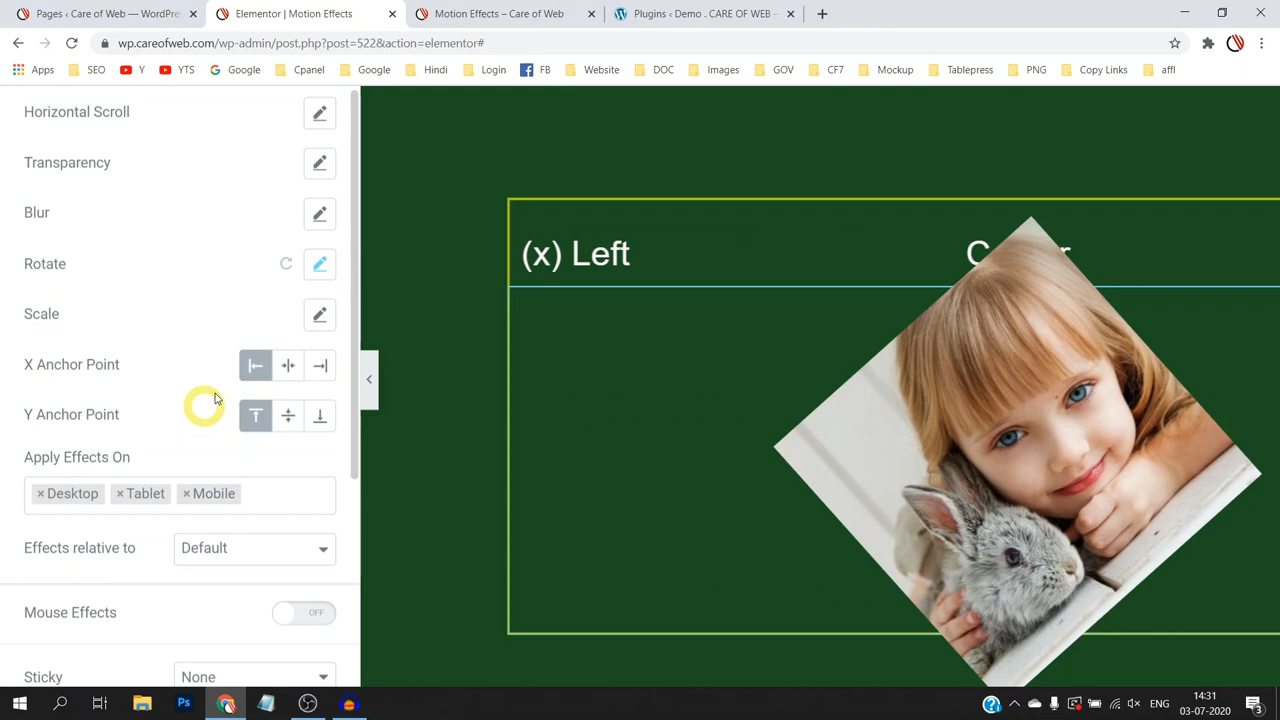 Pages ‹ Care of Web — WordPre
Elementor | Motion Effects
Motion Effects – Care of Web
Plugins ‹ Demo . CARE OF WEB –
wp.careofweb.com/wp-admin/post.php?post=522&action=elementor#
Apps
SEO
Y
YTS
Google
Cpanel
Google
Hindi
Login
FB
Website
DOC
Images
GOV
CF7
Mockup
Tablepress
PNG
Copy Links
affl
Horizontal Scroll
Transparency
Blur
Rotate
Scale
X Anchor Point
Y Anchor Point
Apply Effects On
× Desktop × Tablet × Mobile
Effects relative to Default
Mouse Effects OFF
Sticky None
(x) Left
ENG
14:31
03-07-2020
3